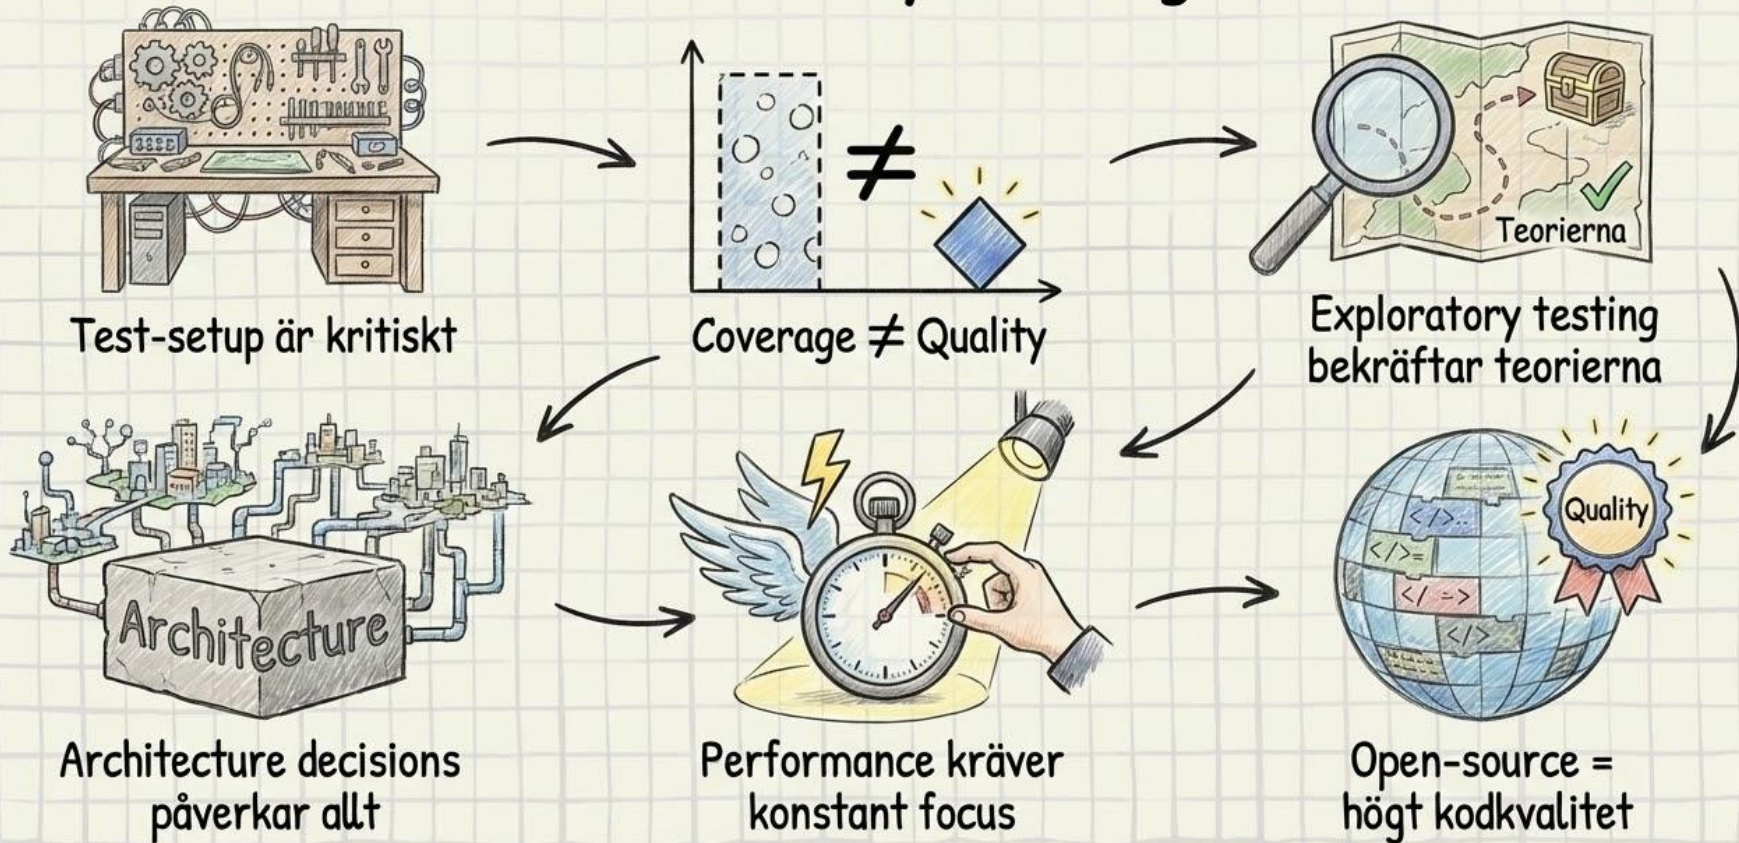 Teorierna
Test-setup är kritiskt
Coverage ≠ Quality
Exploratory testing
bekräftar teorierna
Architecture
Quality
</>..
</>=
</>
Architecture decisions
påverkar allt
Performance kräver
konstant focus
Open-source =
högt kodkvalitet